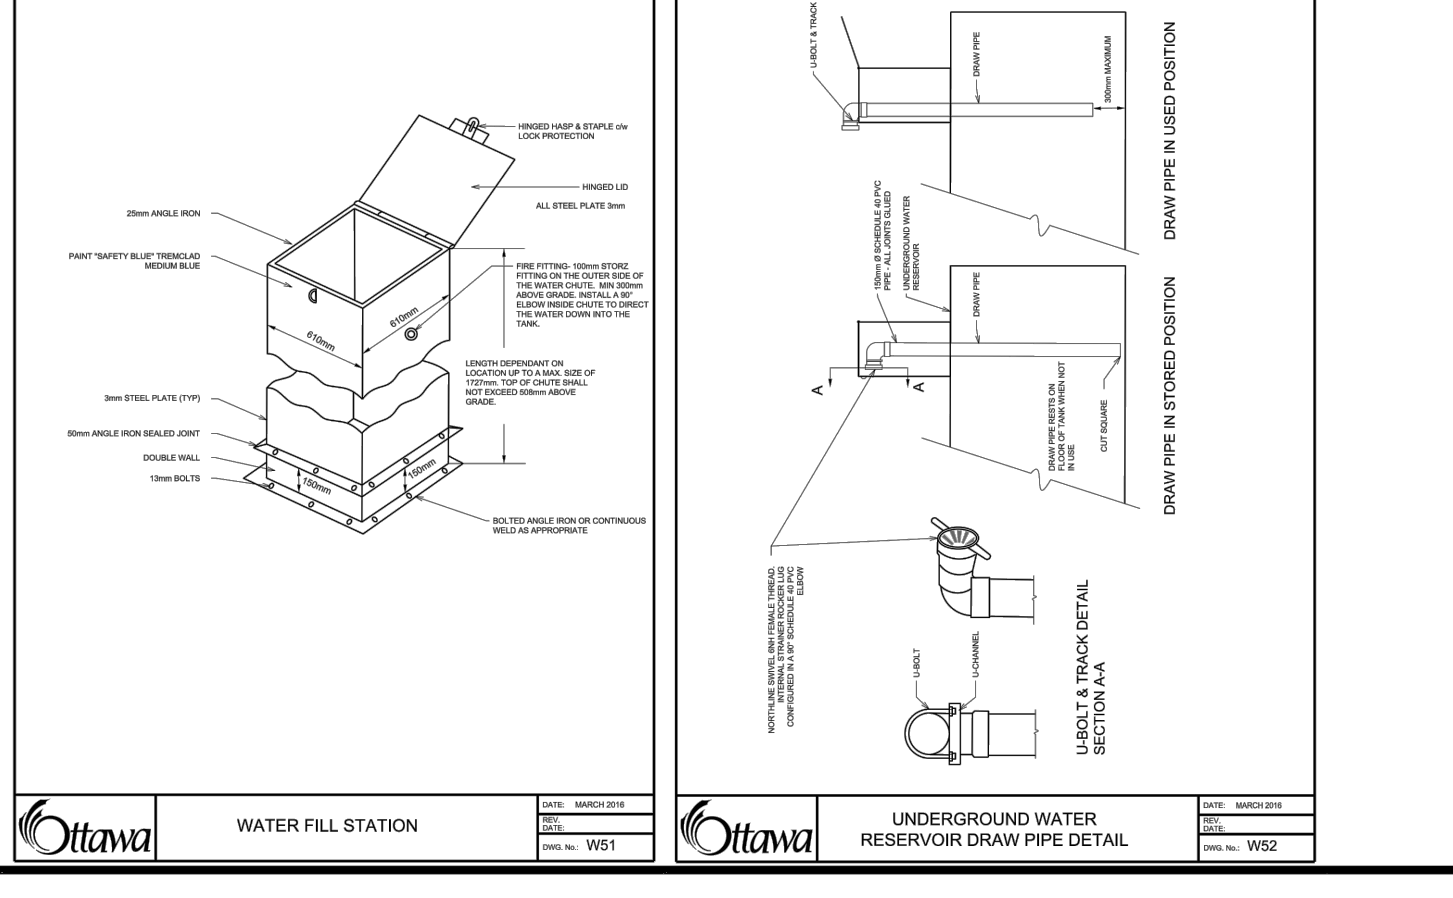 HINGED HASP & STAPLE c/w
LOCK PROTECTION
HINGED LID
ALL STEEL PLATE 3mm
25mm ANGLE IRON
PAINT "SAFETY BLUE" TREMCLAD
MEDIUM BLUE
FIRE FITTING- 100mm STORZ
FITTING ON THE OUTER SIDE OF
THE WATER CHUTE. MIN 300mm
ABOVE GRADE. INSTALL A 90°
ELBOW INSIDE CHUTE TO DIRECT
THE WATER DOWN INTO THE
TANK.
610mm
610mm
LENGTH DEPENDANT ON
LOCATION UP TO A MAX. SIZE OF
1727mm. TOP OF CHUTE SHALL
NOT EXCEED 508mm ABOVE
GRADE.
3mm STEEL PLATE (TYP)
50mm ANGLE IRON SEALED JOINT
DOUBLE WALL
13mm BOLTS
150mm
150mm
BOLTED ANGLE IRON OR CONTINUOUS
WELD AS APPROPRIATE
Ottawa
WATER FILL STATION
DATE: MARCH 2016
REV.
DATE:
DWG. No.: W51
U-BOLT & TRACK
DRAW PIPE
300mm MAXIMUM
DRAW PIPE IN USED POSITION
150mm Ø SCHEDULE 40 PVC
PIPE - ALL JOINTS GLUED
UNDERGROUND WATER
RESERVOIR
DRAW PIPE
A
A
DRAW PIPE RESTS ON
FLOOR OF TANK WHEN NOT
IN USE
CUT SQUARE
DRAW PIPE IN STORED POSITION
NORTHLINE SWIVEL 6NH FEMALE THREAD.
INTERNAL STRAINER ROCKER LUG
CONFIGURED IN A 90° SCHEDULE 40 PVC
ELBOW
U-BOLT
U-CHANNEL
U-BOLT & TRACK DETAIL
SECTION A-A
Ottawa
UNDERGROUND WATER
RESERVOIR DRAW PIPE DETAIL
DATE: MARCH 2016
REV.
DATE:
DWG. No.: W52